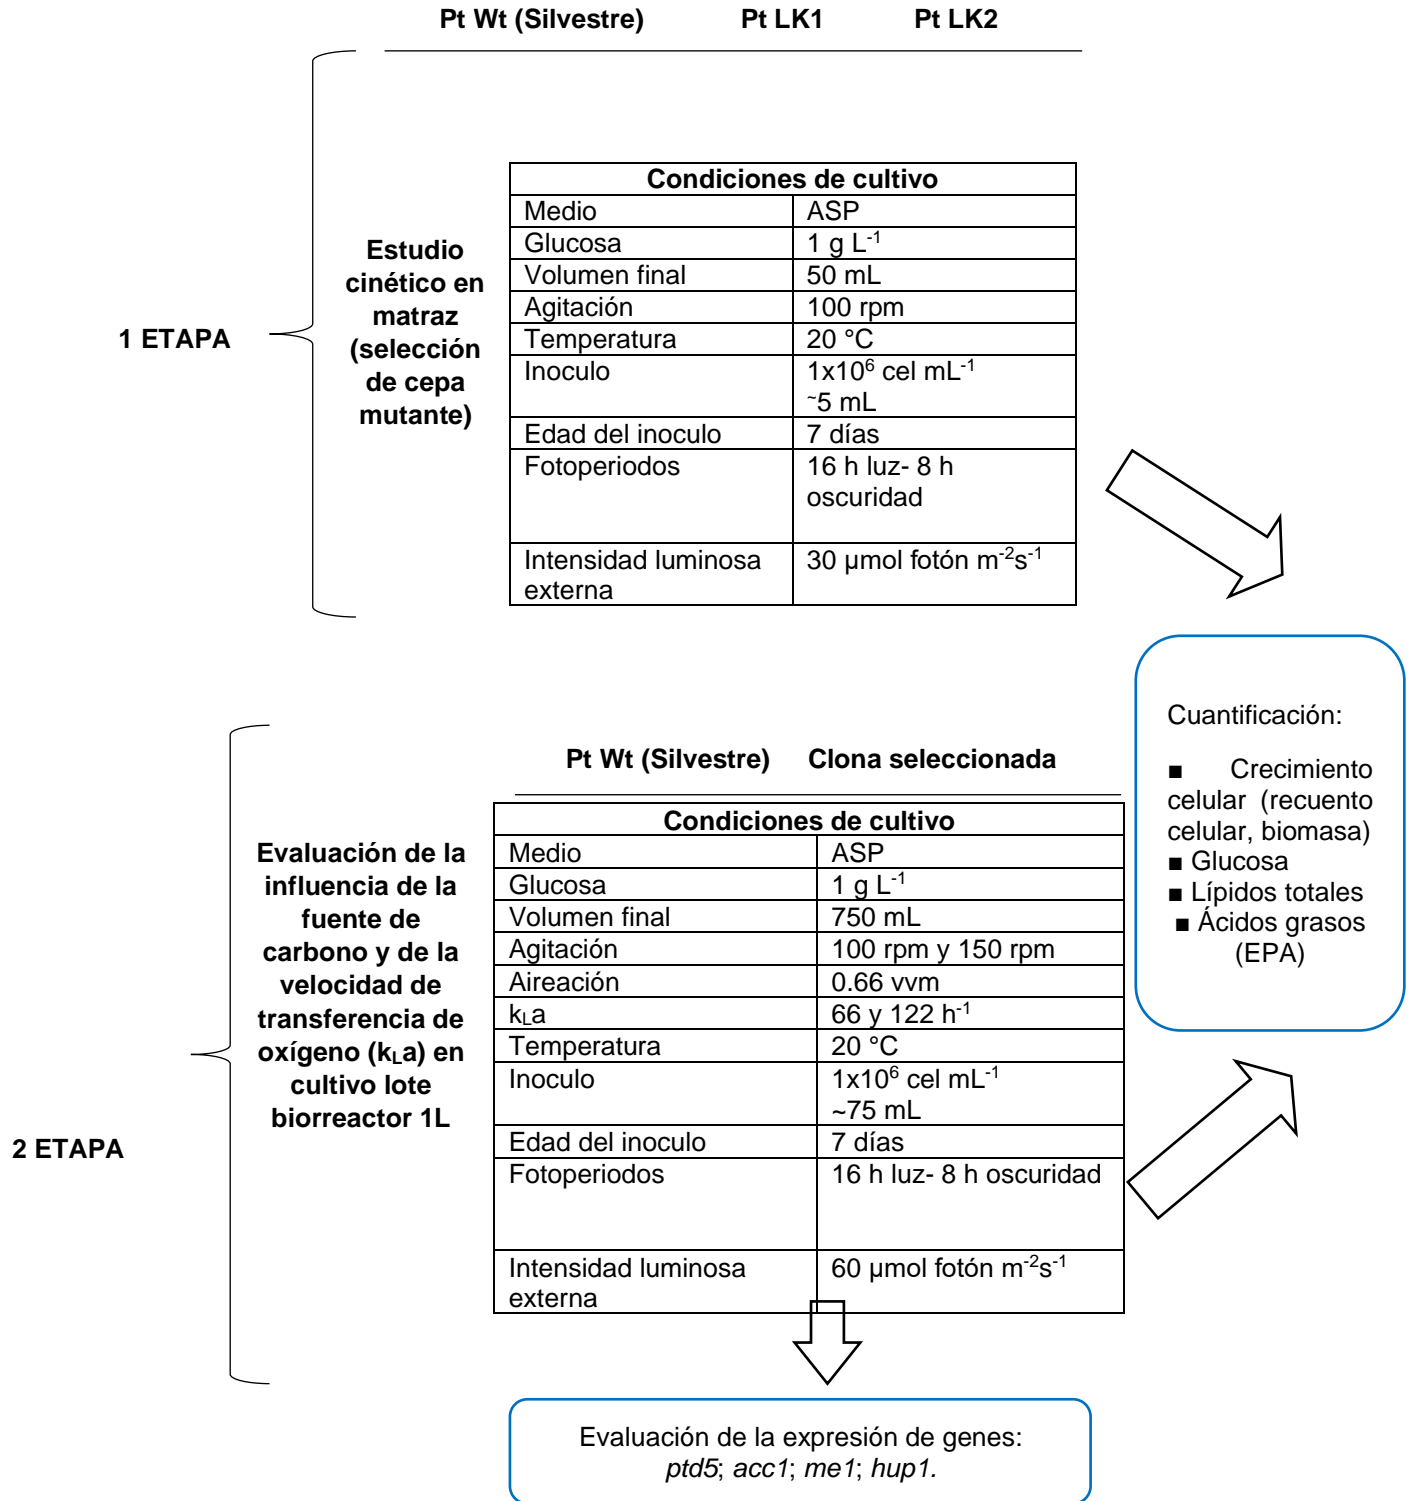 Pt Wt (Silvestre) Pt LK1 Pt LK2
1 ETAPA
Estudio
cinético en
matraz
(selección
de cepa
mutante)
Condiciones de cultivo
Medio ASP
Glucosa 1 g L⁻¹
Volumen final 50 mL
Agitación 100 rpm
Temperatura 20 °C
Inoculo 1x10⁶ cel mL⁻¹
~5 mL
Edad del inoculo 7 días
Fotoperiodos 16 h luz- 8 h
oscuridad
Intensidad luminosa 30 µmol fotón m⁻²s⁻¹
externa
Cuantificación:
■ Crecimiento
celular (recuento
celular, biomasa)
■ Glucosa
■ Lípidos totales
■ Ácidos grasos
(EPA)
2 ETAPA
Evaluación de la
influencia de la
fuente de
carbono y de la
velocidad de
transferencia de
oxígeno (kLa) en
cultivo lote
biorreactor 1L
Pt Wt (Silvestre) Clona seleccionada
Condiciones de cultivo
Medio ASP
Glucosa 1 g L⁻¹
Volumen final 750 mL
Agitación 100 rpm y 150 rpm
Aireación 0.66 vvm
kLa 66 y 122 h⁻¹
Temperatura 20 °C
Inoculo 1x10⁶ cel mL⁻¹
~75 mL
Edad del inoculo 7 días
Fotoperiodos 16 h luz- 8 h oscuridad
Intensidad luminosa 60 µmol fotón m⁻²s⁻¹
externa
Evaluación de la expresión de genes:
ptd5; acc1; me1; hup1.